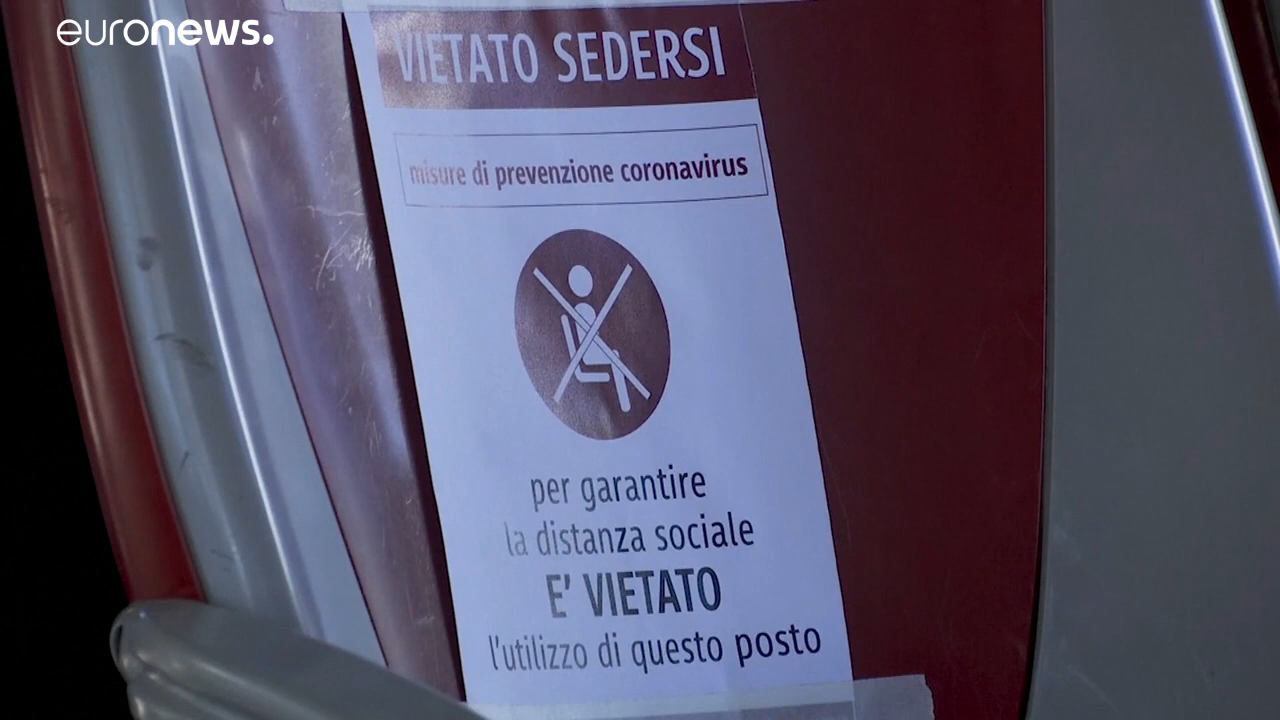 euronews.
VIETATO SEDERSI
misure di prevenzione coronavirus
per garantire
la distanza sociale
E' VIETATO
l'utilizzo di questo posto